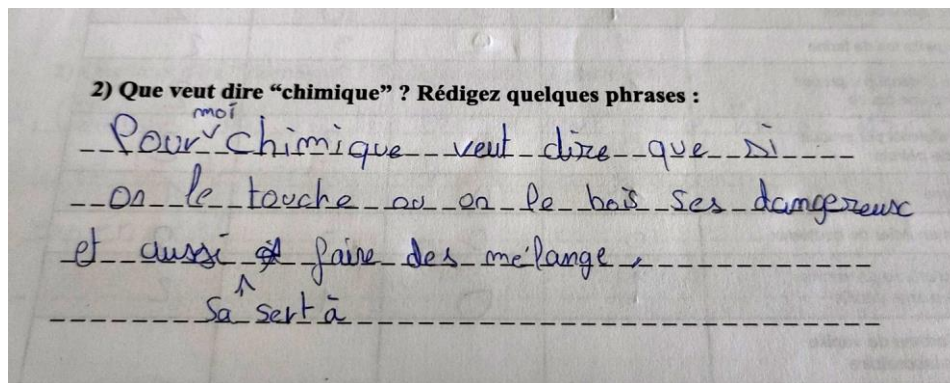 2) Que veut dire “chimique” ? Rédigez quelques phrases :
moi
Pour chimique veut dire que si
on le touche ou on le bois ses dangereux
et aussi faire des mélange,
Sa sert à